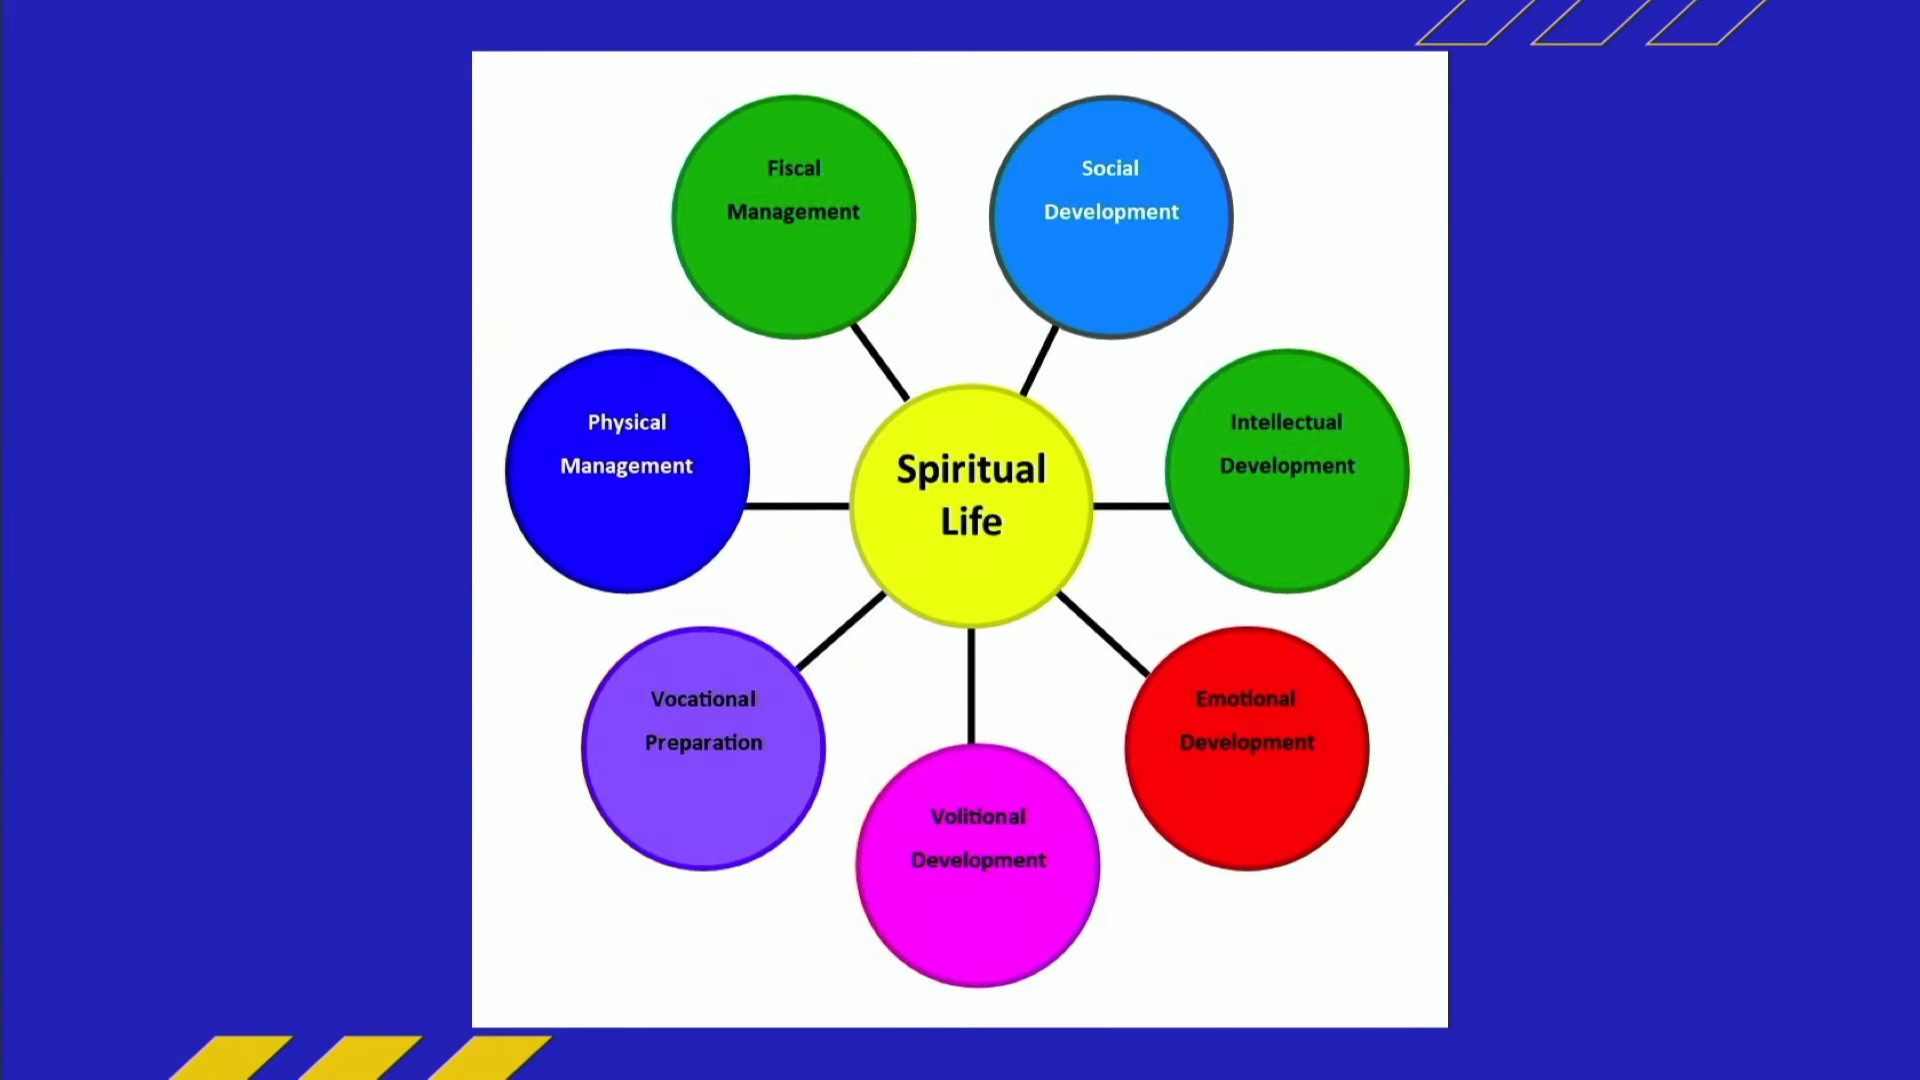 Fiscal
Management
Social
Development
Physical
Management
Spiritual
Life
Intellectual
Development
Vocational
Preparation
Emotional
Development
Volitional
Development